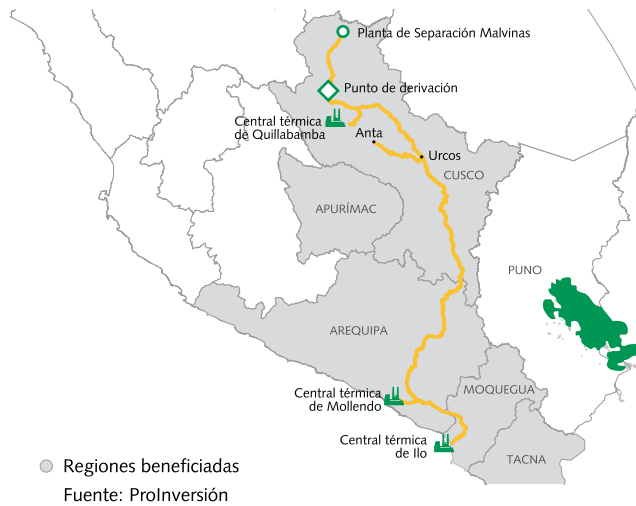 Planta de Separación Malvinas
Punto de derivación
Central térmica
de Quillabamba
Anta
Urcos
CUSCO
APURÍMAC
PUNO
AREQUIPA
MOQUEGUA
Central térmica
de Mollendo
Central térmica
de Ilo
TACNA
Regiones beneficiadas
Fuente: ProInversión